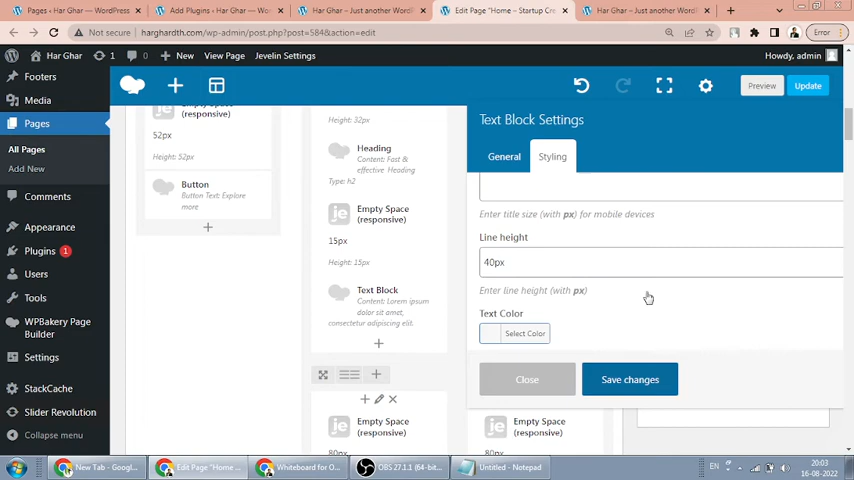 Pages ‹ Har Ghar — WordPress
Add Plugins ‹ Har Ghar — Wor
Har Ghar – Just another WordP
Edit Page "Home – Startup Cre
Har Ghar – Just another WordP
Not secure
harghardth.com/wp-admin/post.php?post=584&action=edit
Error
Har Ghar
1
0
New
View Page
Jevelin Settings
Howdy, admin
Footers
Media
Pages
All Pages
Add New
Comments
Appearance
Plugins 1
Users
Tools
WPBakery Page
Builder
Settings
StackCache
Slider Revolution
Collapse menu
Preview
Update
je
Empty Space
(responsive)
52px
Height: 52px
Button
Button Text: Explore
more
Height: 32px
Heading
Content: Fast &
effective Heading
Type: h2
je
Empty Space
(responsive)
15px
Height: 15px
Text Block
Content: Lorem ipsum
dolor sit amet,
consectetur adipiscing elit.
je
Empty Space
(responsive)
80px
je
Empty Space
(responsive)
80px
Text Block Settings
General
Styling
Enter title size (with px) for mobile devices
Line height
40px
Enter line height (with px)
Text Color
Select Color
Close
Save changes
New Tab - Googl...
Edit Page "Home ...
Whiteboard for O...
OBS 27.1.1 (64-bit...
Untitled - Notepad
EN
20:03
16-08-2022